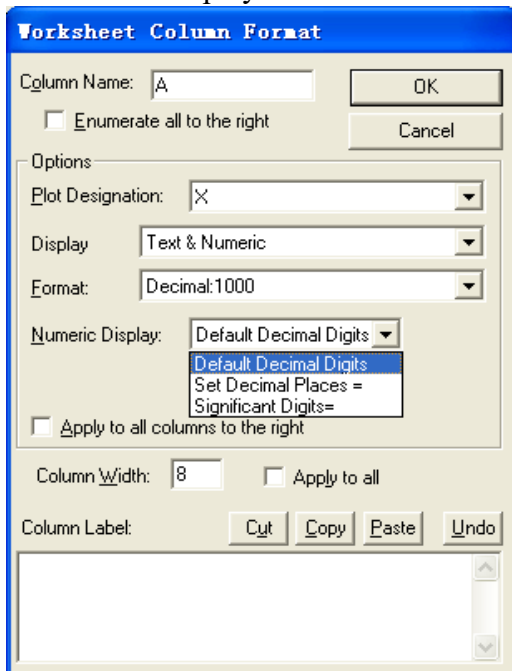 Worksheet Column Format
Column Name: A
OK
Enumerate all to the right
Cancel
Options
Plot Designation: X
Display Text & Numeric
Format: Decimal:1000
Numeric Display: Default Decimal Digits
Default Decimal Digits
Set Decimal Places =
Significant Digits=
Apply to all columns to the right
Column Width: 8 Apply to all
Column Label: Cut Copy Paste Undo